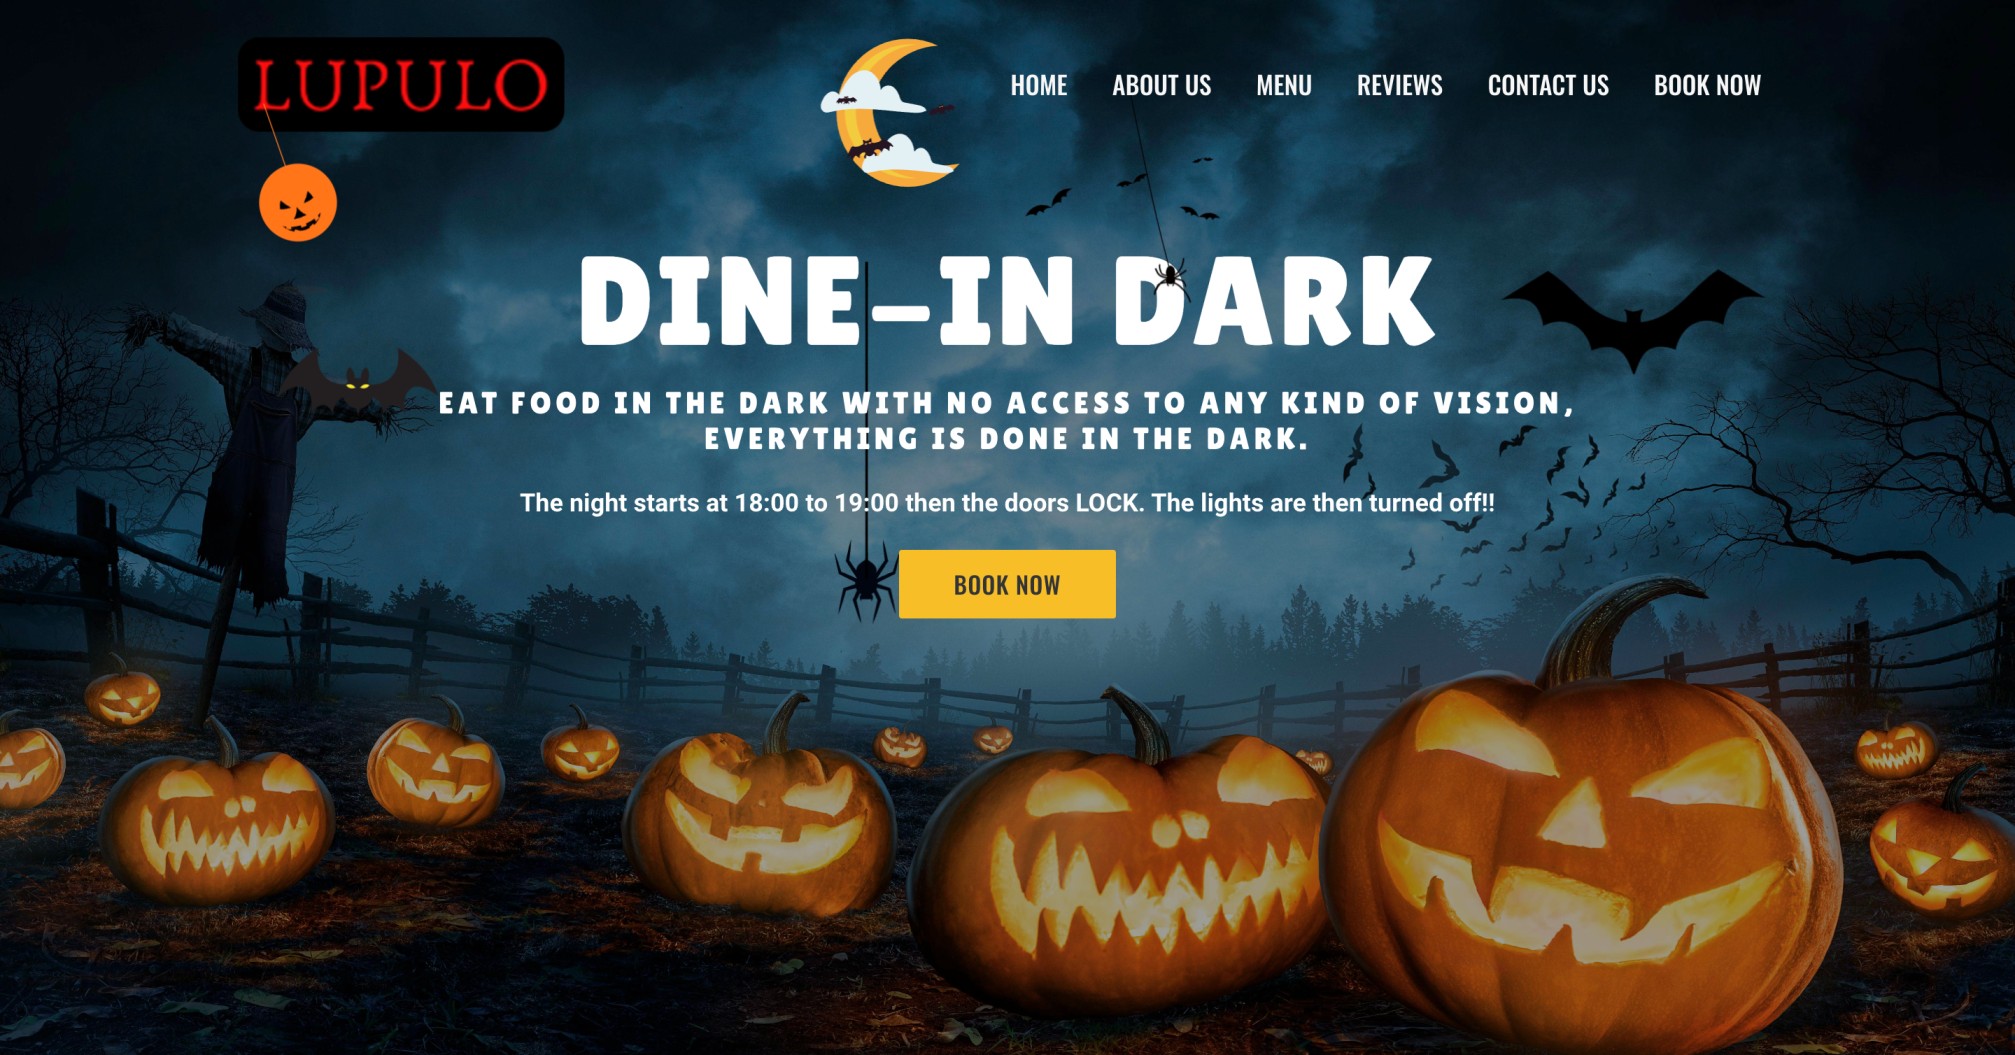 LUPULO
HOME
ABOUT US
MENU
REVIEWS
CONTACT US
BOOK NOW
DINE-IN DARK
EAT FOOD IN THE DARK WITH NO ACCESS TO ANY KIND OF VISION,
EVERYTHING IS DONE IN THE DARK.
The night starts at 18:00 to 19:00 then the doors LOCK. The lights are then turned off!!
BOOK NOW